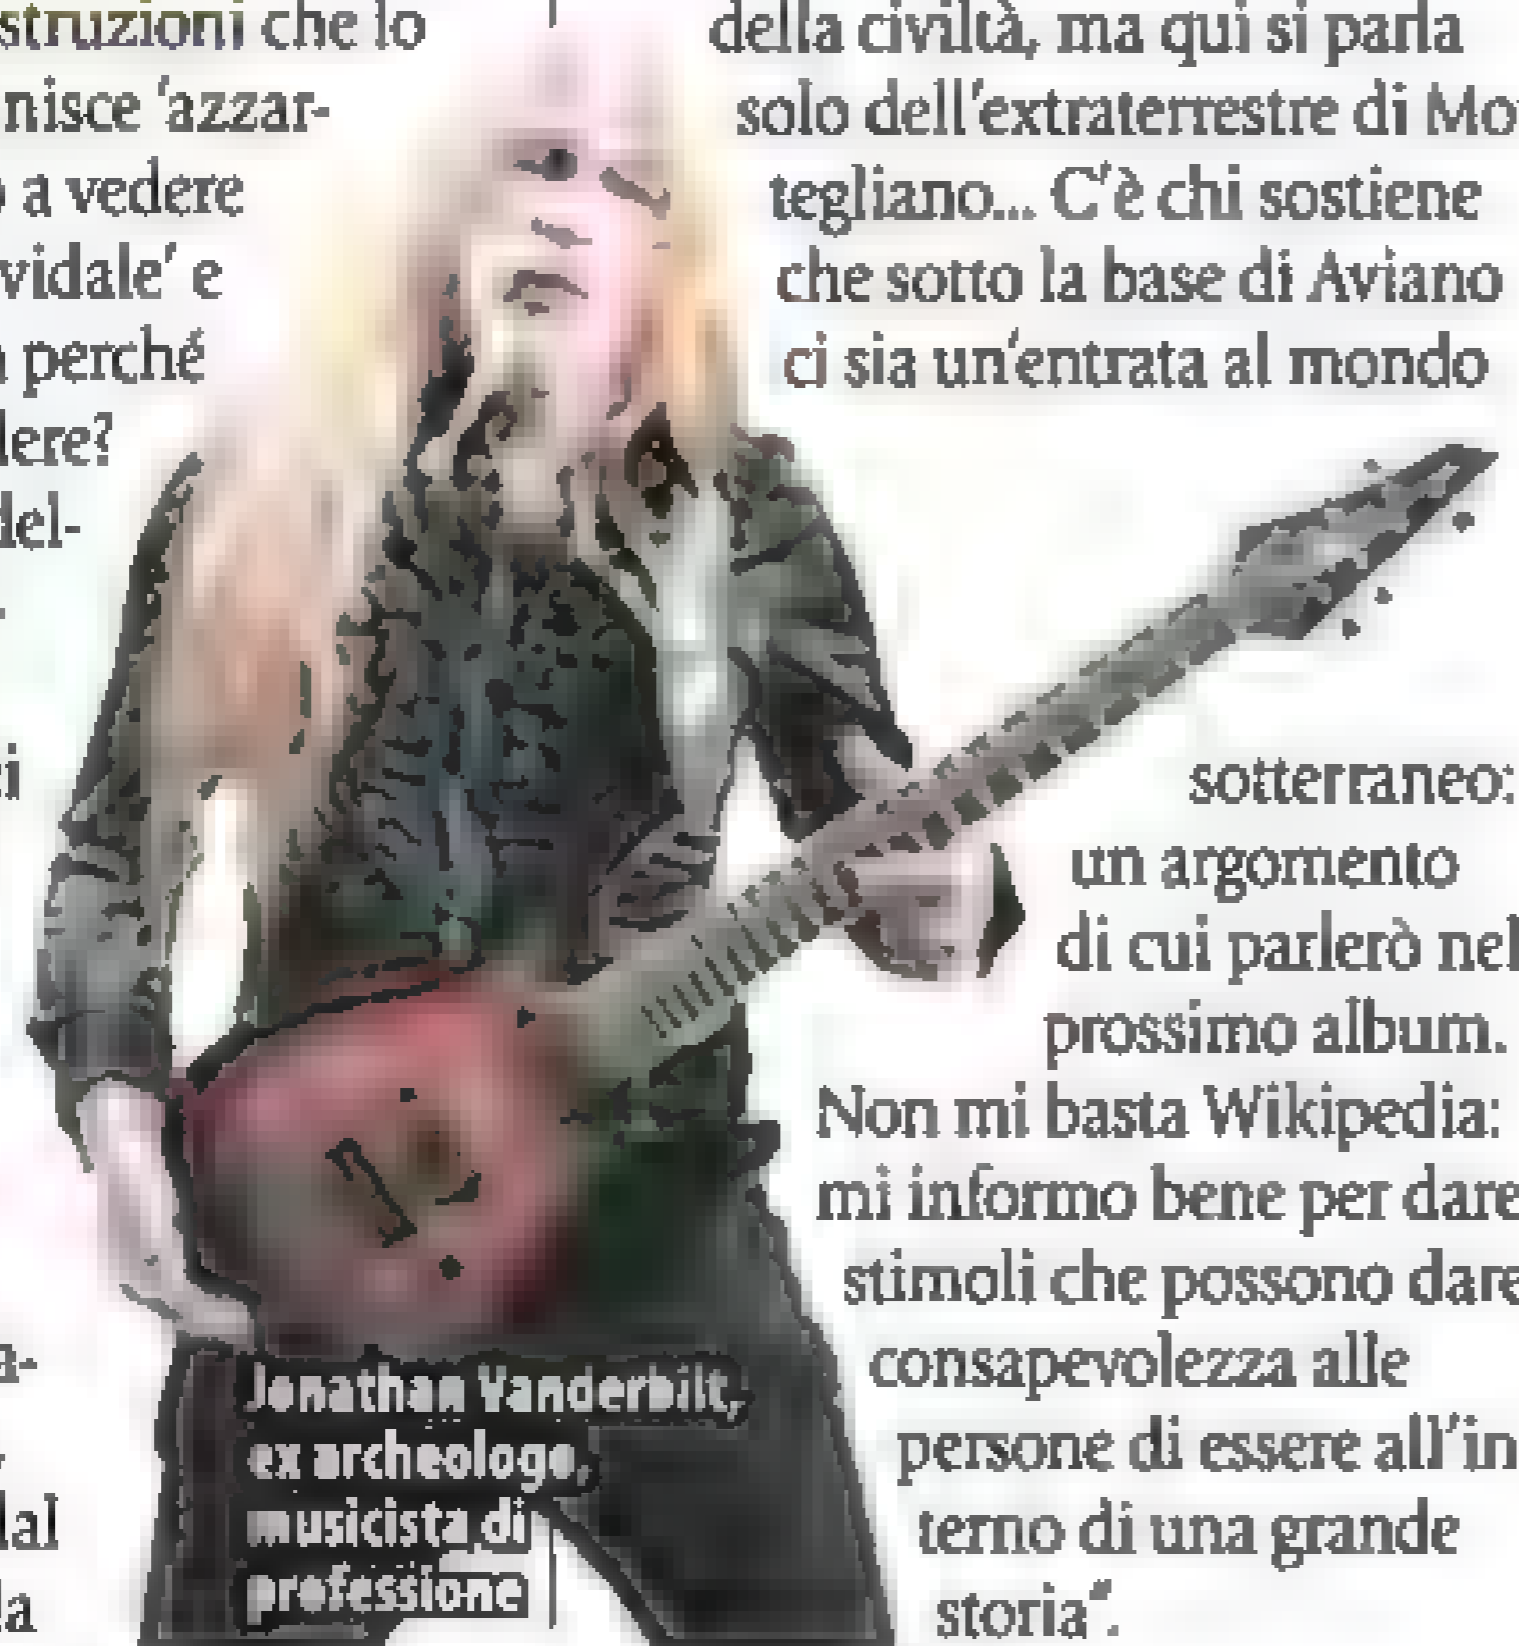 struzioni che lo
nisce ‘azzar-
a vedere
vidale’ e
perché
dere?
del-
ci
a-
dal
la
della civiltà, ma qui si parla
solo dell’extraterrestre di Mo
tegliano... C’è chi sostiene
che sotto la base di Aviano
ci sia un’entrata al mondo
sotterraneo:
un argomento
di cui parlerò nel
prossimo album.
Non mi basta Wikipedia:
mi informo bene per dare
stimoli che possono dare
consapevolezza alle
persone di essere all’in
terno di una grande
storia”.
Jonathan Vanderbilt,
ex archeologo,
musicista di
professione